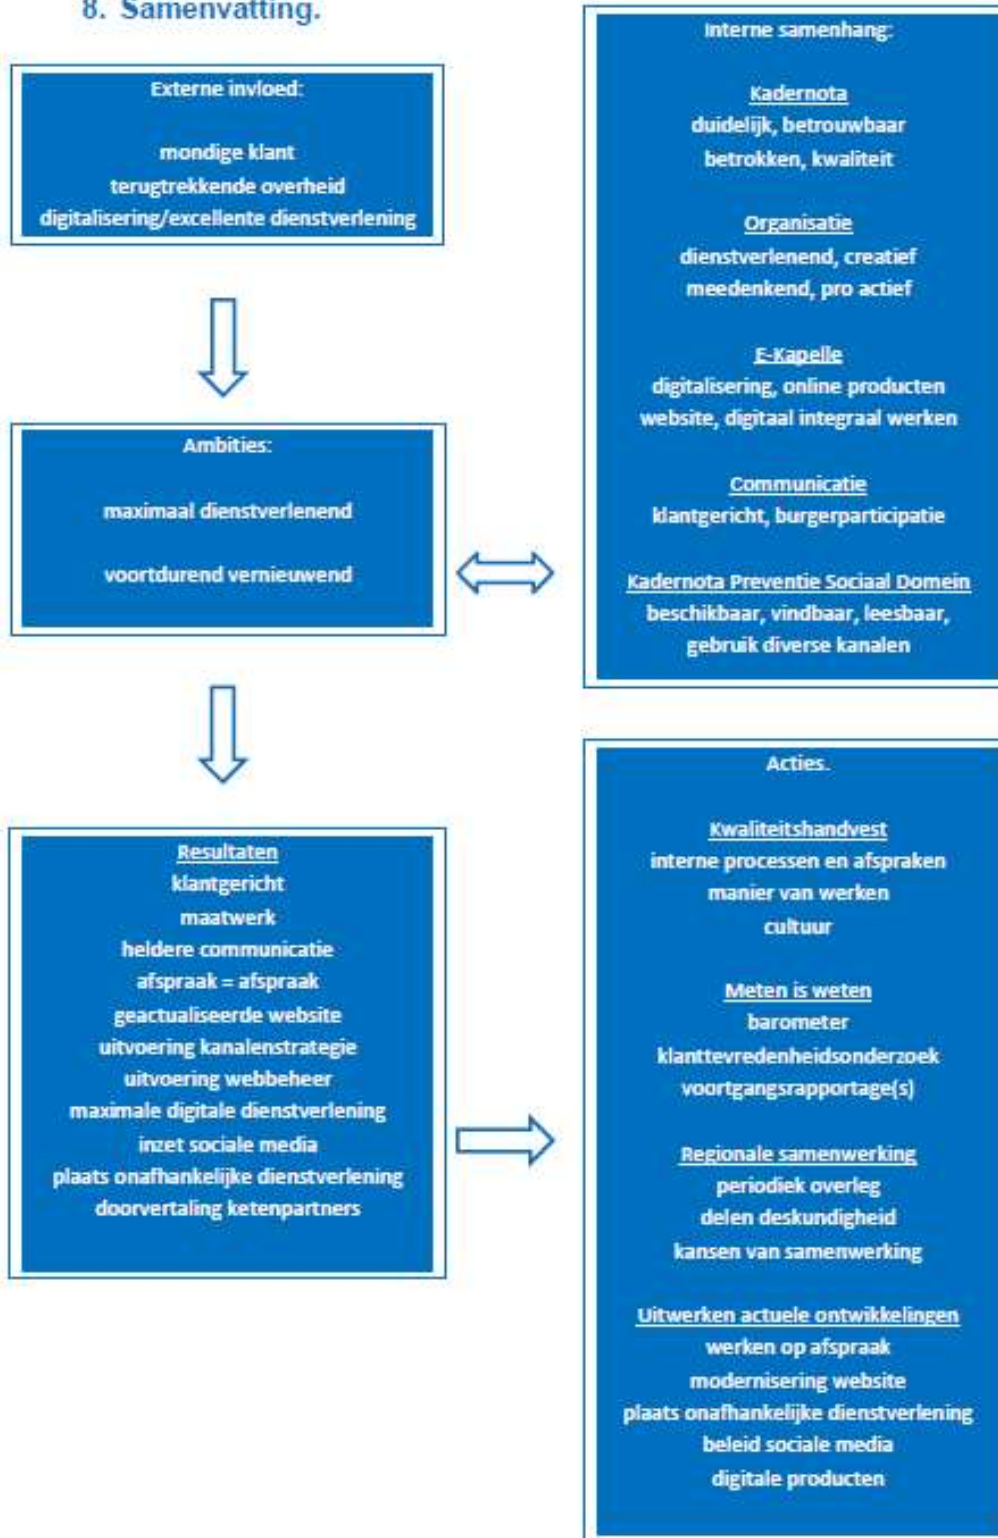 8. Samenvatting.
Externe invloed:
mondige klant
terugtrekkende overheid
digitalisering/excellente dienstverlening
Ambities:
maximaal dienstverlenend
voortdurend vernieuwend
Interne samenhang:
Kadernota
duidelijk, betrouwbaar
betrokken, kwaliteit
Organisatie
dienstverlenend, creatief
meedenkend, pro actief
E-Kapelle
digitalisering, online producten
website, digitaal integraal werken
Communicatie
klantgericht, burgerparticipatie
Kadernota Preventie Sociaal Domein
beschikbaar, vindbaar, leesbaar,
gebruik diverse kanalen
Resultaten
klantgericht
maatwerk
heldere communicatie
afspraak = afspraak
geactualiseerde website
uitvoering kanalenstrategie
uitvoering webbeheer
maximale digitale dienstverlening
inzet sociale media
plaats onafhankelijke dienstverlening
doorvertaling ketenpartners
Acties.
Kwaliteitshandvest
interne processen en afspraken
manier van werken
cultuur
Meten is weten
barometer
klanttevredenheidsonderzoek
voortgangsrapportage(s)
Regionale samenwerking
periodiek overleg
delen deskundigheid
kansen van samenwerking
Uitwerken actuele ontwikkelingen
werken op afspraak
modernisering website
plaats onafhankelijke dienstverlening
beleid sociale media
digitale producten